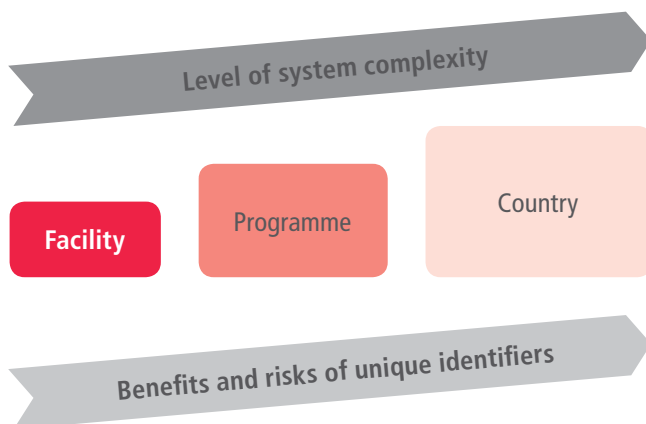 Level of system complexity
Facility
Programme
Country
Benefits and risks of unique identifiers